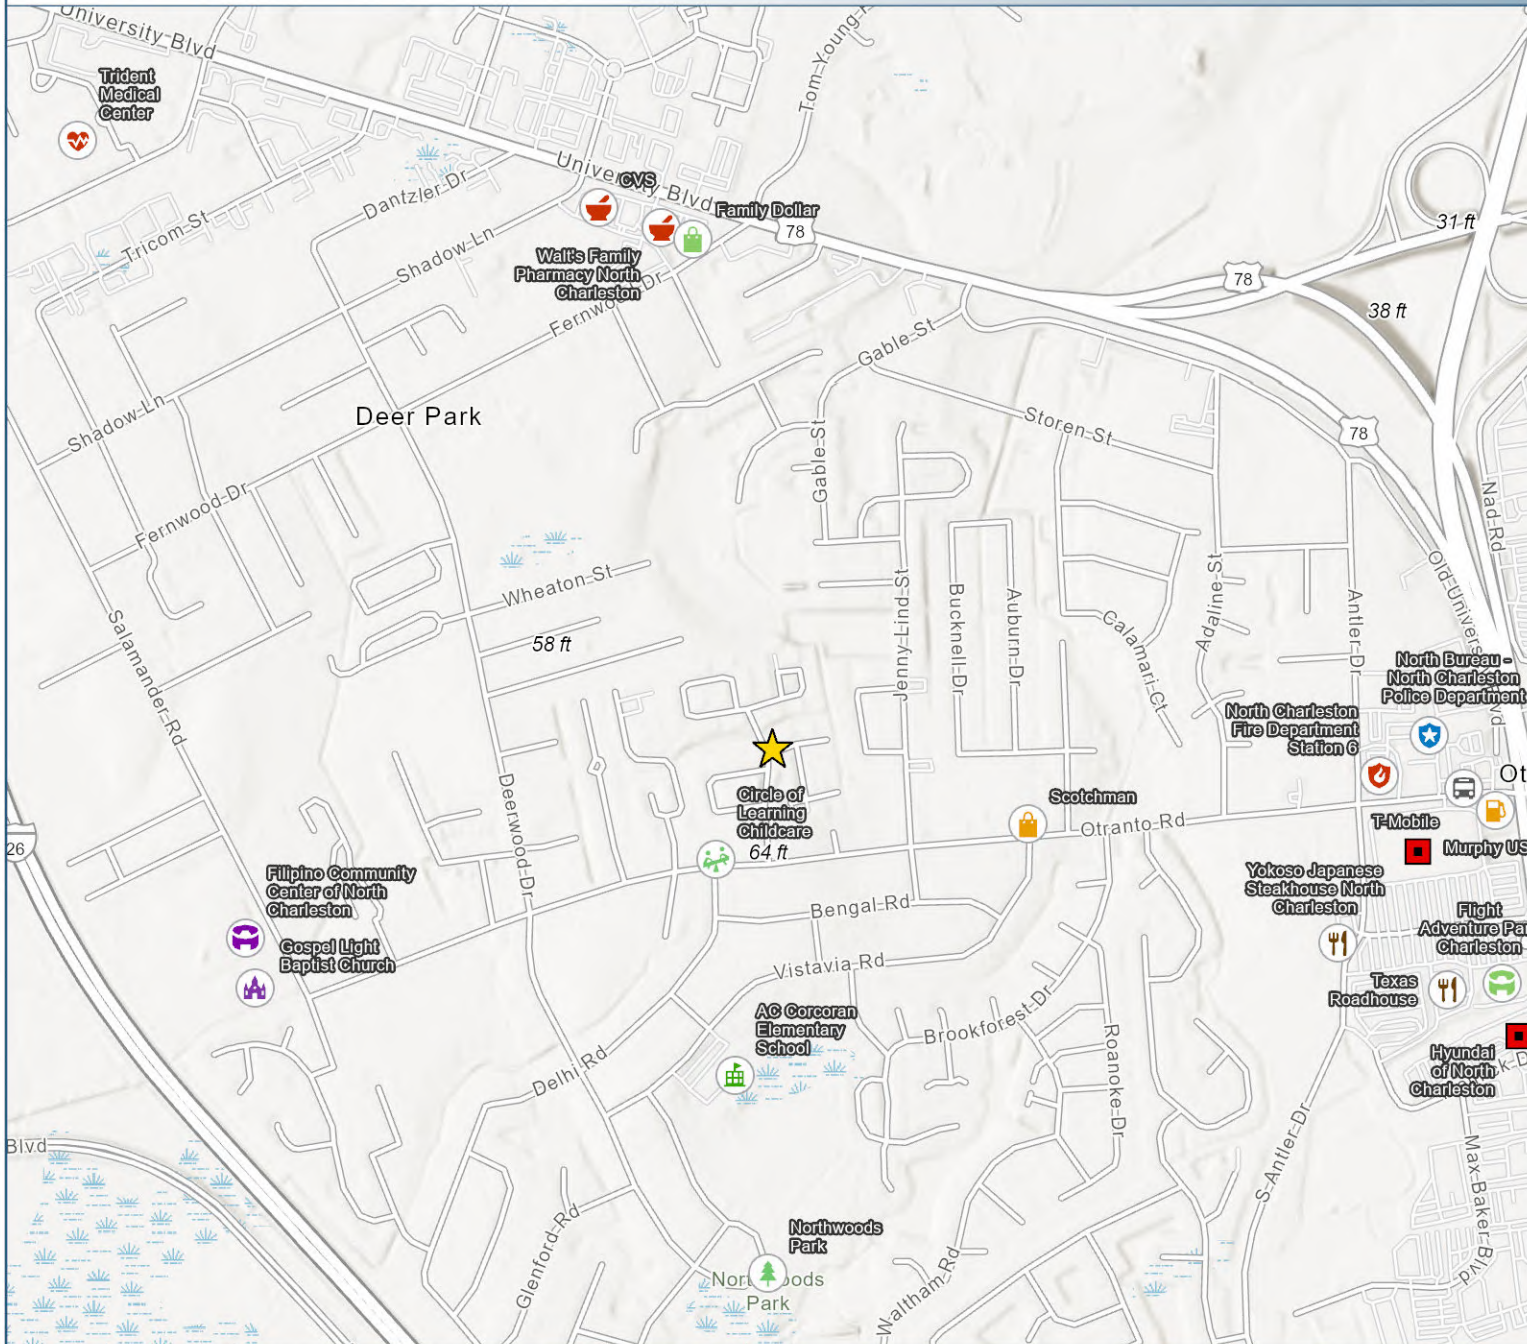 University Blvd
Trident
Medical
Center
Tom Young
Dantzler Dr
Tricom St
University Blvd
CVS
Family Dollar
78
31 ft
Shadow Ln
Walt's Family
Pharmacy North
Charleston
Fernwood Dr
78
38 ft
Gable St
Deer Park
Shadow Ln
Storen St
78
Gable St
Fernwood Dr
Nad Rd
Wheaton St
58 ft
Jenny Lind St
Bucknell Dr
Auburn Dr
Calamari Ct
Adaline St
Antler Dr
Old Univers
lvd
Salamander Rd
North Bureau -
North Charleston
Police Department
North Charleston
Fire Department
Station 6
Ot
Deerwood Dr
Circle of
Learning
Childcare
64 ft
Scotchman
Otranto Rd
T-Mobile
Murphy US
26
Filipino Community
Center of North
Charleston
Yokoso Japanese
Steakhouse North
Charleston
Bengal Rd
Flight
Adventure Par
Charleston
Gospel Light
Baptist Church
Vistavia Rd
Texas
Roadhouse
AC Corcoran
Elementary
School
Brookforest Dr
Roanoke Dr
Delhi Rd
Hyundai
of North
Charleston
k D
Blvd
S Antler Dr
Max Baker Blvd
Glenford Rd
Northwoods
Park
Nor
oods
Park
Waltham Rd